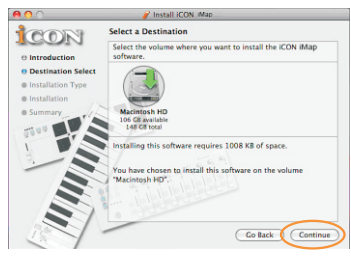 Install iCON iMap
iCON
Select a Destination
Introduction
Destination Select
Installation Type
Installation
Summary
Select the volume where you want to install the iCON iMap
software.
Macintosh HD
106 GB available
148 GB total
Installing this software requires 1008 KB of space.
You have chosen to install this software on the volume
"Macintosh HD".
Go Back
Continue